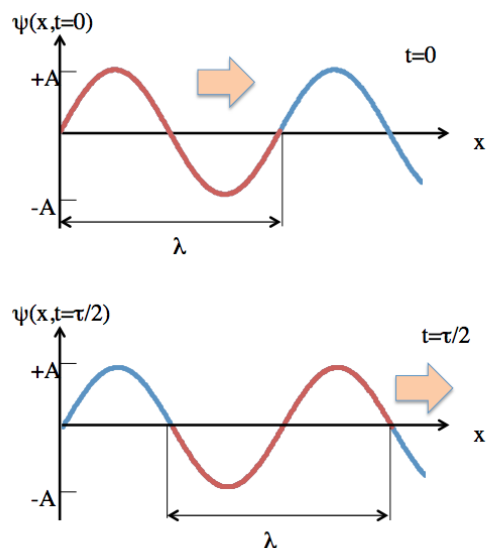 ψ(x,t=0)
t=0
+A
x
-A
λ
ψ(x,t=τ/2)
t=τ/2
+A
x
-A
λ